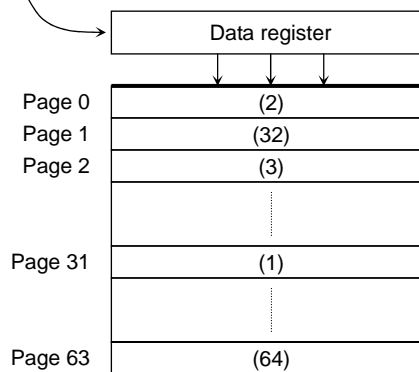 Data register
Page 0 (2)
Page 1 (32)
Page 2 (3)
Page 31 (1)
Page 63 (64)